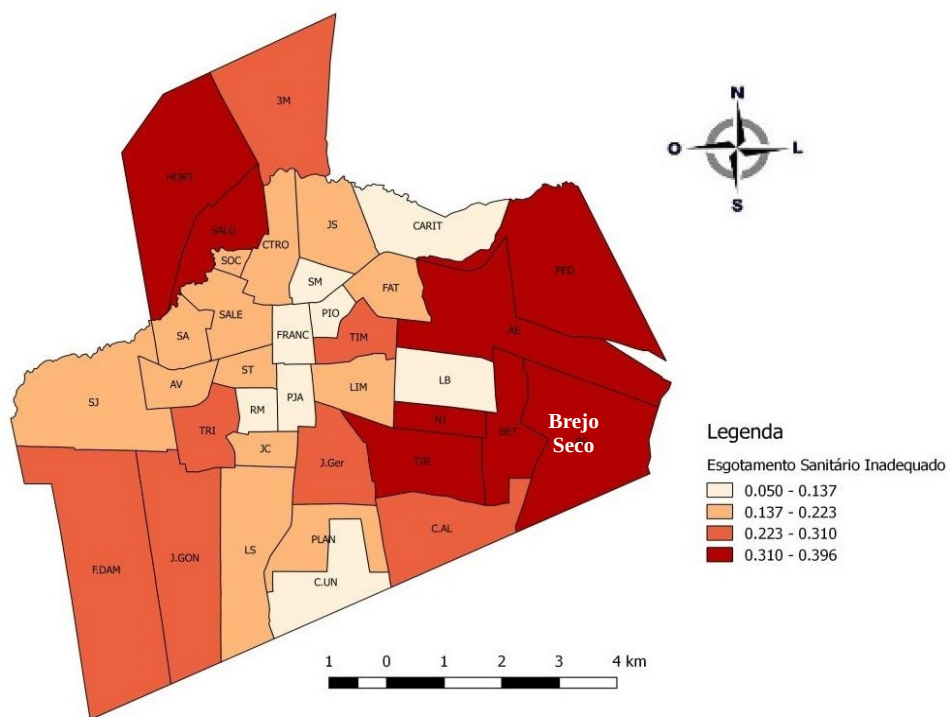 3M
N
O L
S
HORT
SALG
CTRO
JS
CARIT
SOC
SM
FAT
PED
SALE
PIO
AE
SA
FRANC
TIM
ST
LB
AV
LIM
SJ
RM
PJA
NJ
BET
Brejo
Seco
TRI
JC
J.Ger
TIR
C.AL
LS
PLAN
F.DAM
J.GON
C.UN
Legenda
Esgotamento Sanitário Inadequado
0.050 - 0.137
0.137 - 0.223
0.223 - 0.310
0.310 - 0.396
1 0 1 2 3 4 km